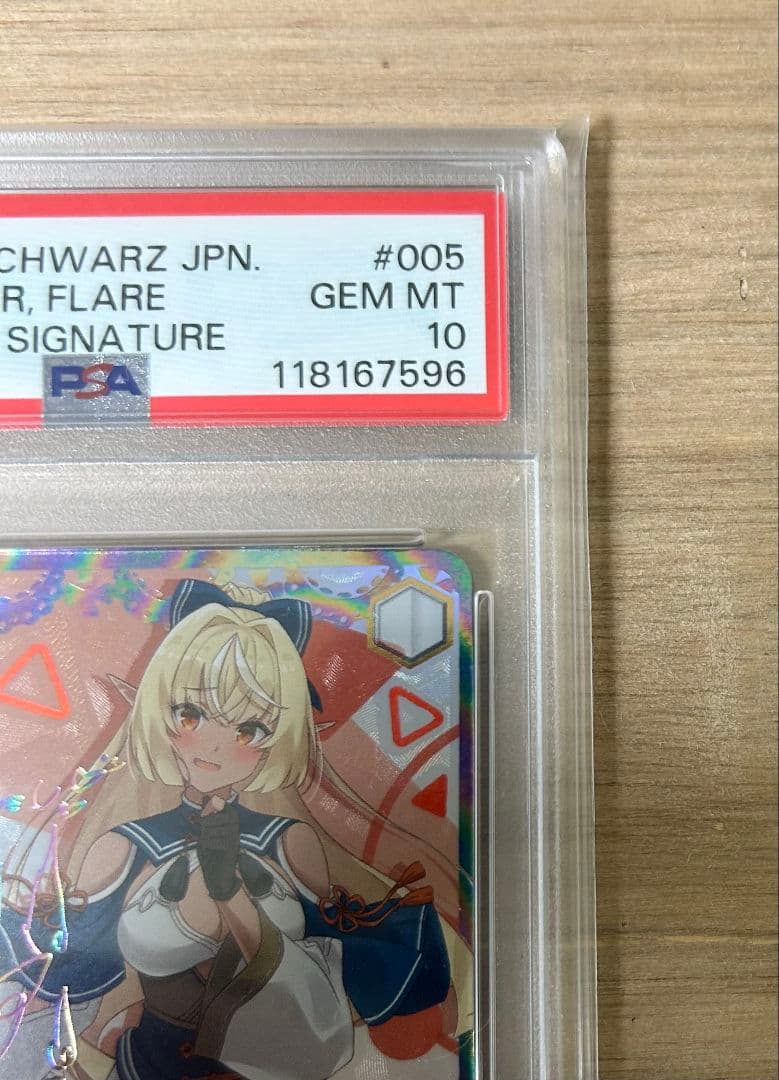 CHWARZ JPN. #005
R, FLARE GEM MT
SIGNATURE 10
PSA 118167596